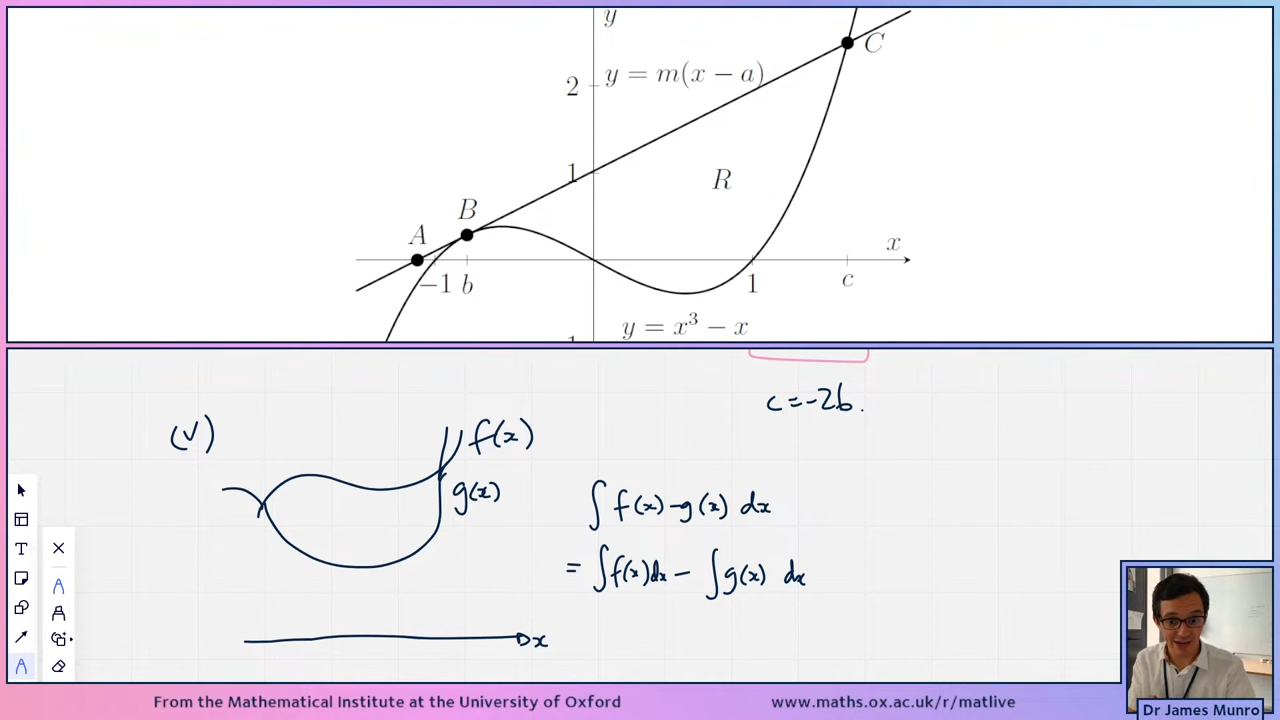 y
y = m(x − a)
C
2
1
R
B
A
x
−1 b
1
c
y = x³ − x
c = -2b.
(v)
f(x)
g(x)
∫ f(x) - g(x) dx
= ∫f(x)dx - ∫g(x) dx
x
T
From the Mathematical Institute at the University of Oxford
www.maths.ox.ac.uk/r/matlive
Dr James Munro